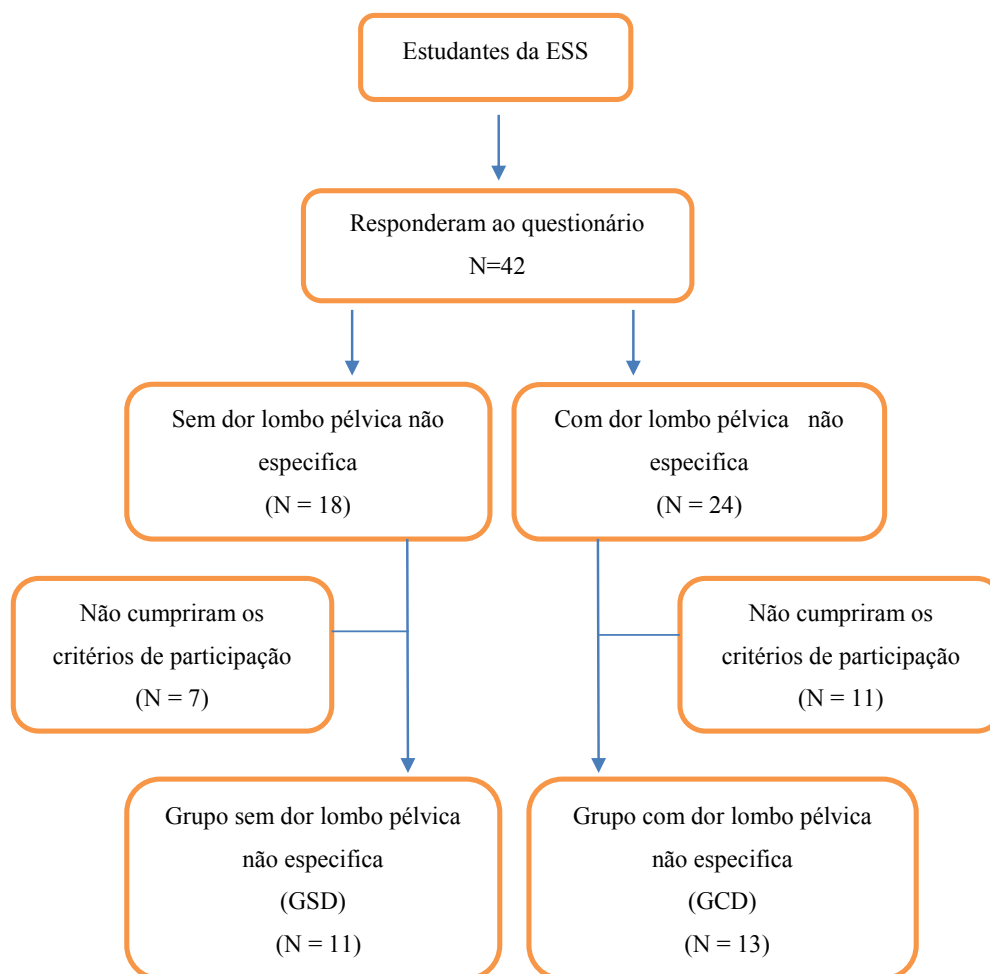 Estudantes da ESS
Responderam ao questionário
N=42
Sem dor lombo pélvica não
especifica
(N = 18)
Com dor lombo pélvica não
especifica
(N = 24)
Não cumpriram os
critérios de participação
(N = 7)
Não cumpriram os
critérios de participação
(N = 11)
Grupo sem dor lombo pélvica
não especifica
(GSD)
(N = 11)
Grupo com dor lombo pélvica
não especifica
(GCD)
(N = 13)